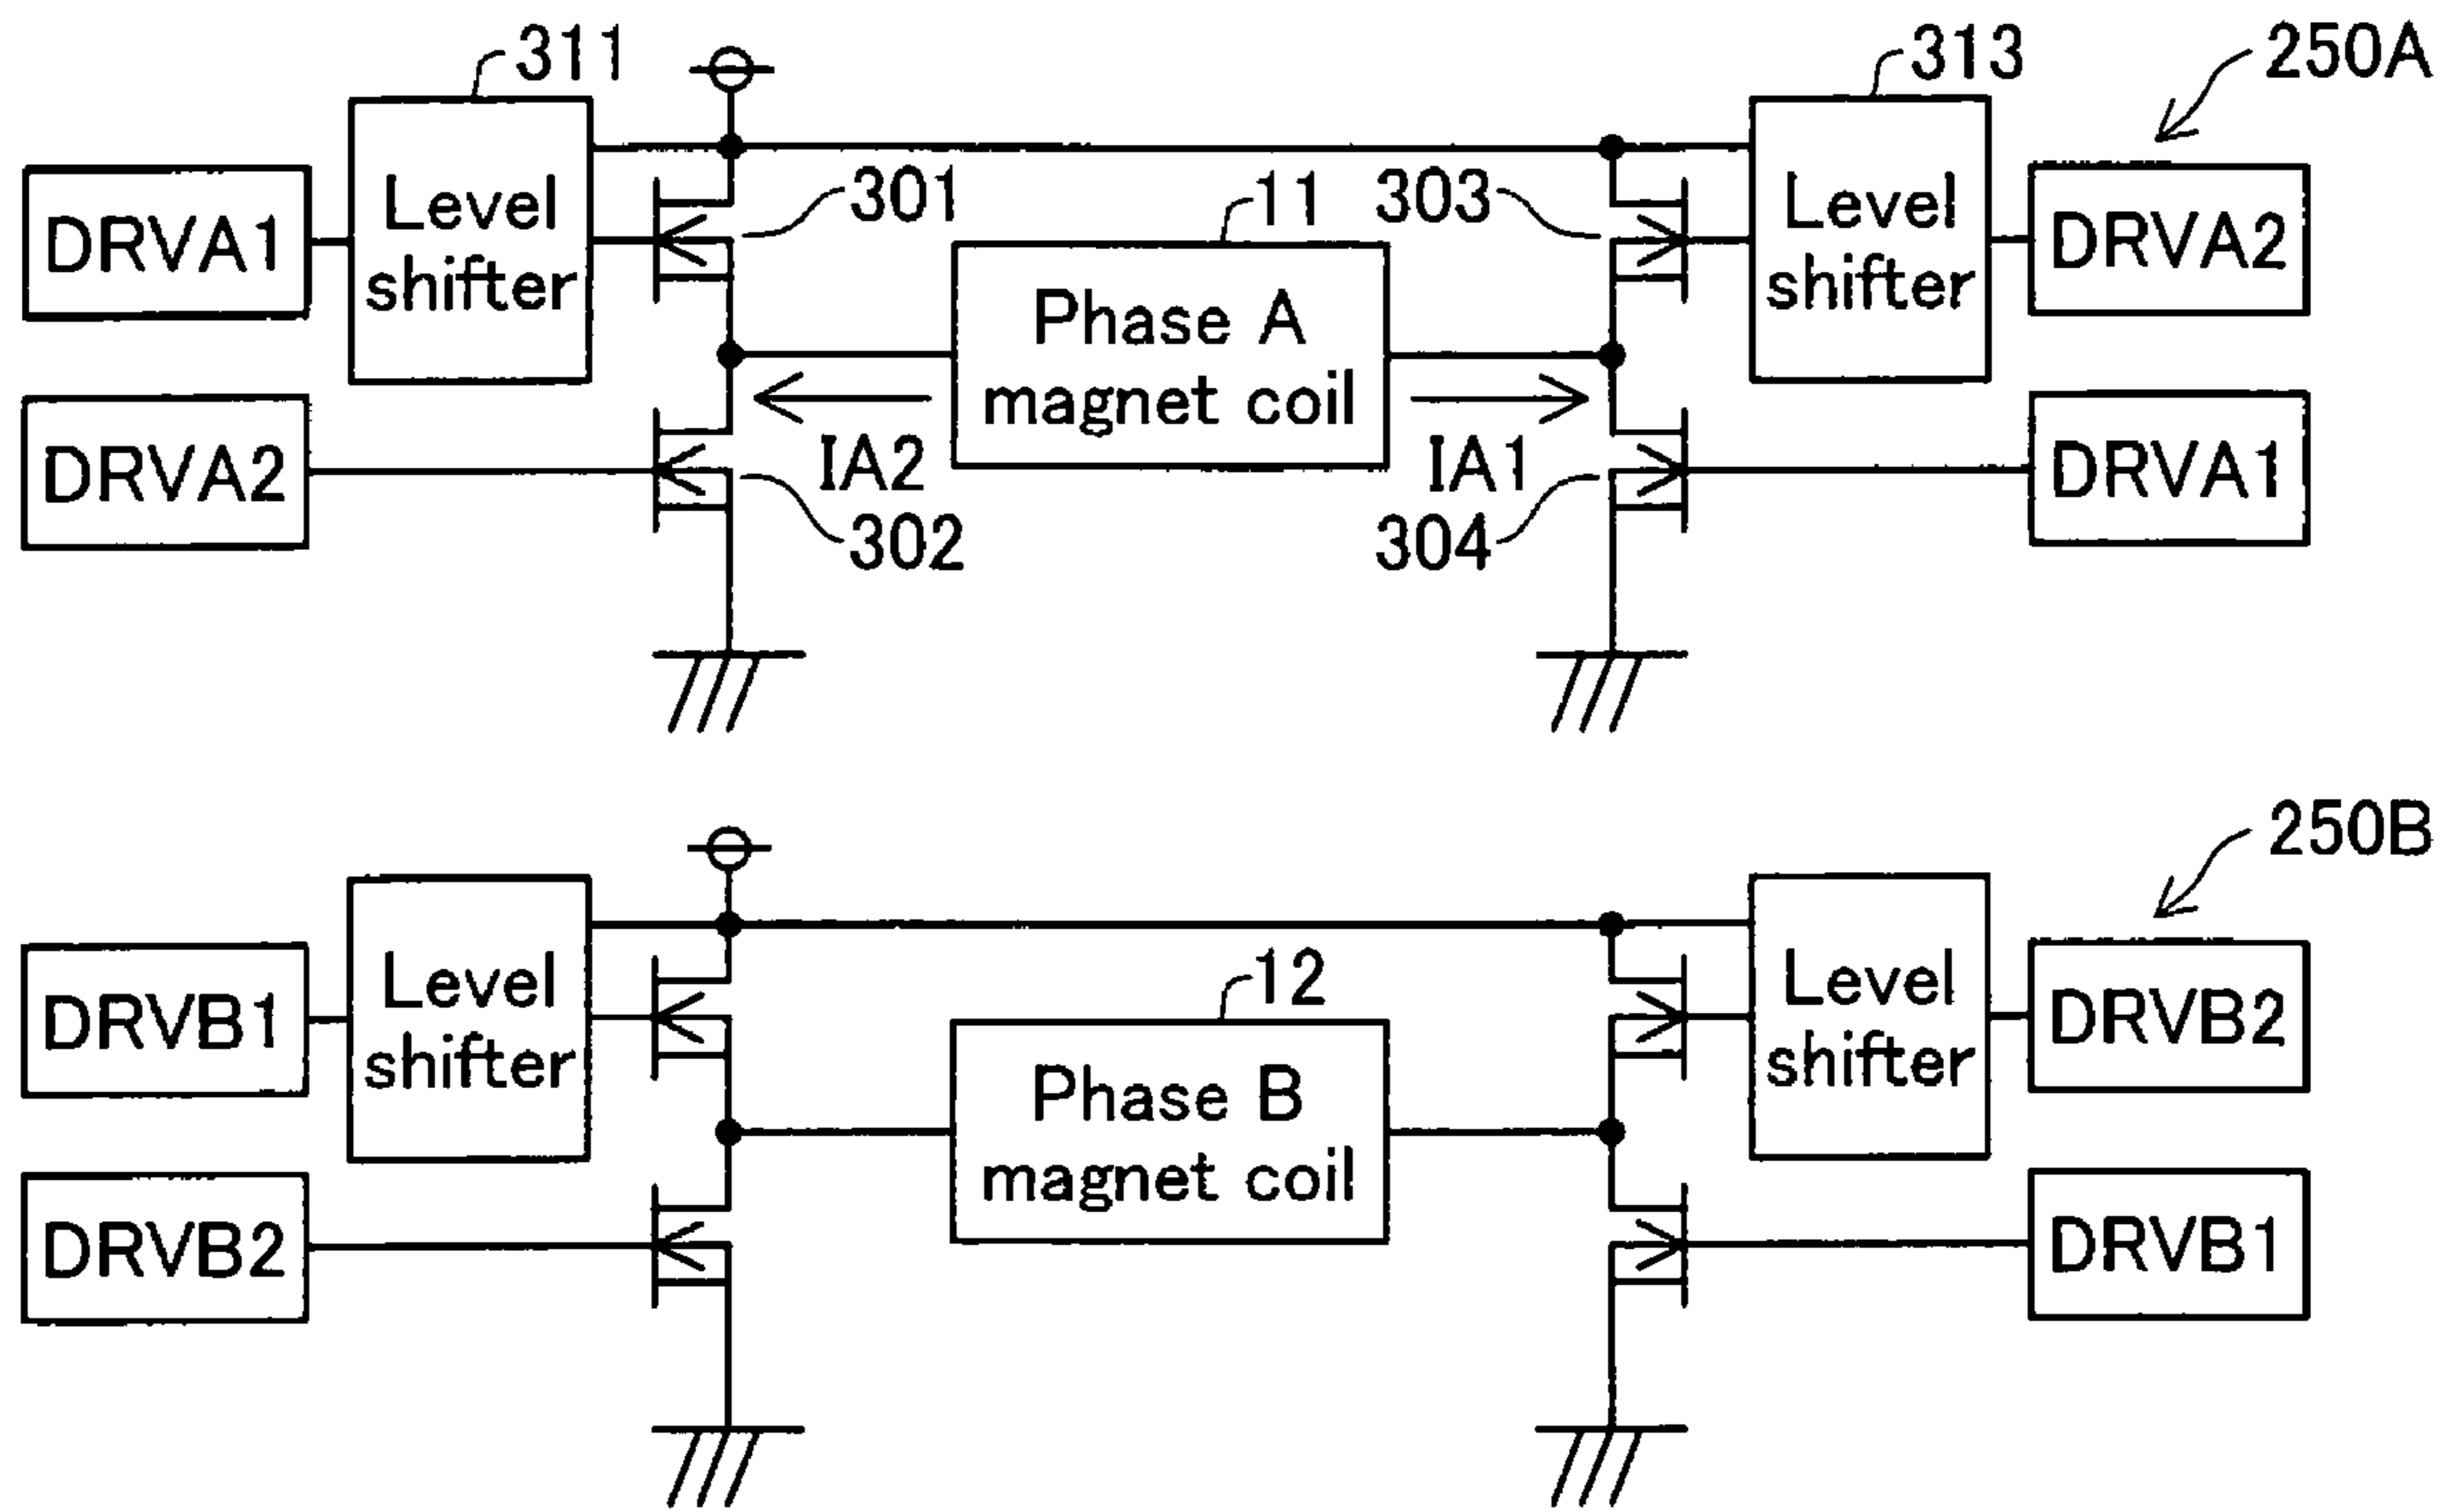 311
313
250A
DRVA1
Level
shifter
301
11
303
Level
shifter
DRVA2
Phase A
magnet coil
DRVA2
IA2
IA1
DRVA1
302
304
250B
DRVB1
Level
shifter
12
Level
shifter
DRVB2
Phase B
magnet coil
DRVB2
DRVB1